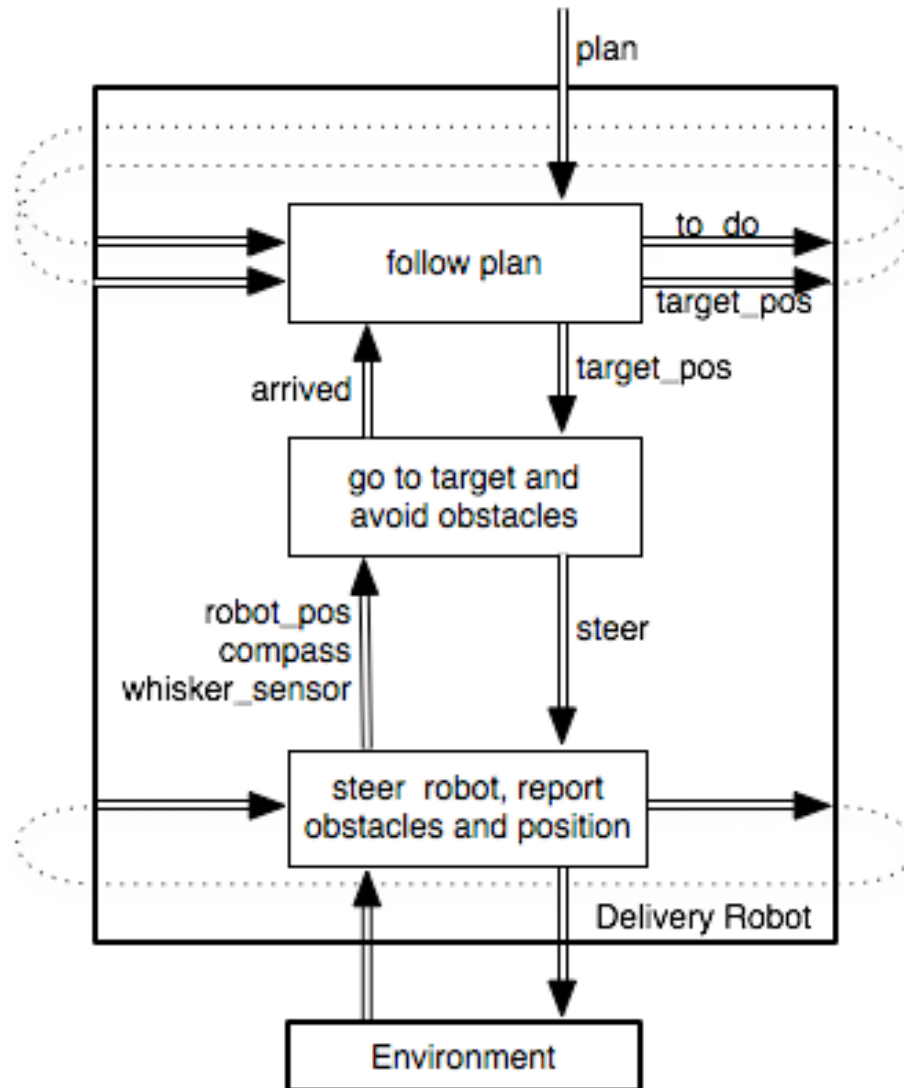 plan
to_do
follow plan
target_pos
arrived
target_pos
go to target and
avoid obstacles
robot_pos
compass
whisker_sensor
steer
steer robot, report
obstacles and position
Delivery Robot
Environment